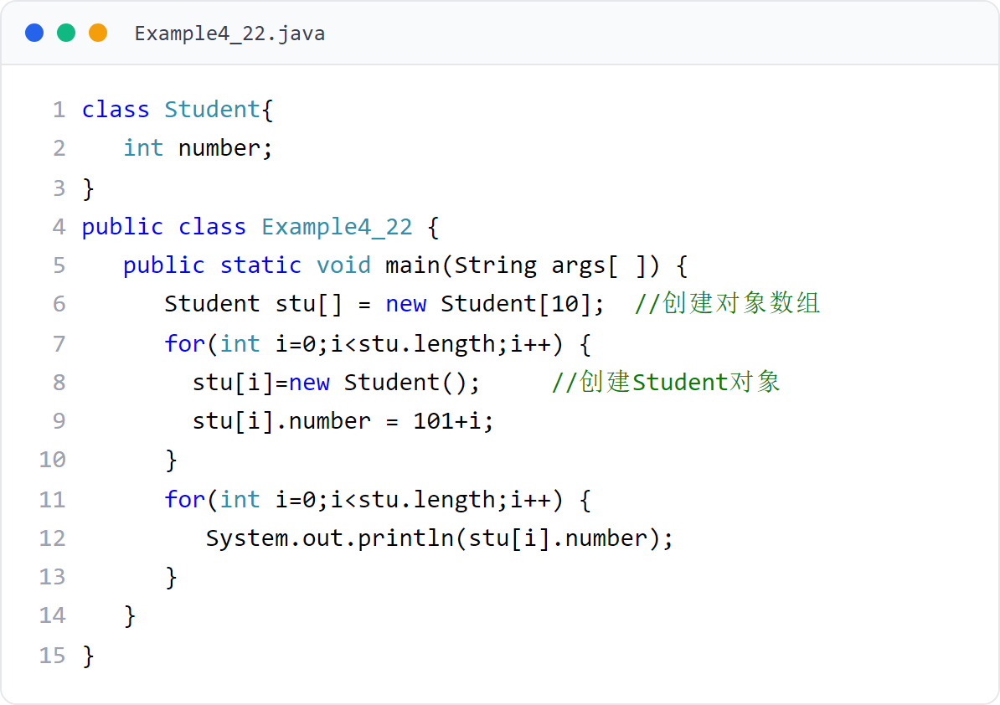 Example4_22.java
1 class Student{
2    int number;
3 }
4 public class Example4_22 {
5    public static void main(String args[ ]) {
6       Student stu[] = new Student[10];  //创建对象数组
7       for(int i=0;i<stu.length;i++) {
8         stu[i]=new Student();     //创建Student对象
9         stu[i].number = 101+i;
10       }
11       for(int i=0;i<stu.length;i++) {
12          System.out.println(stu[i].number);
13       }
14    }
15 }